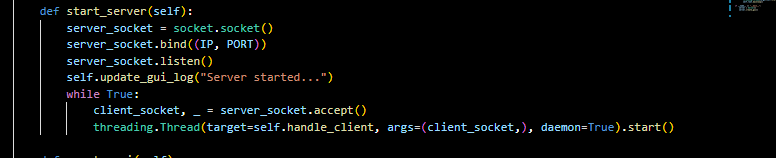 def start_server(self):
server_socket = socket.socket()
server_socket.bind((IP, PORT))
server_socket.listen()
self.update_gui_log("Server started...")
while True:
client_socket, _ = server_socket.accept()
threading.Thread(target=self.handle_client, args=(client_socket,), daemon=True).start()